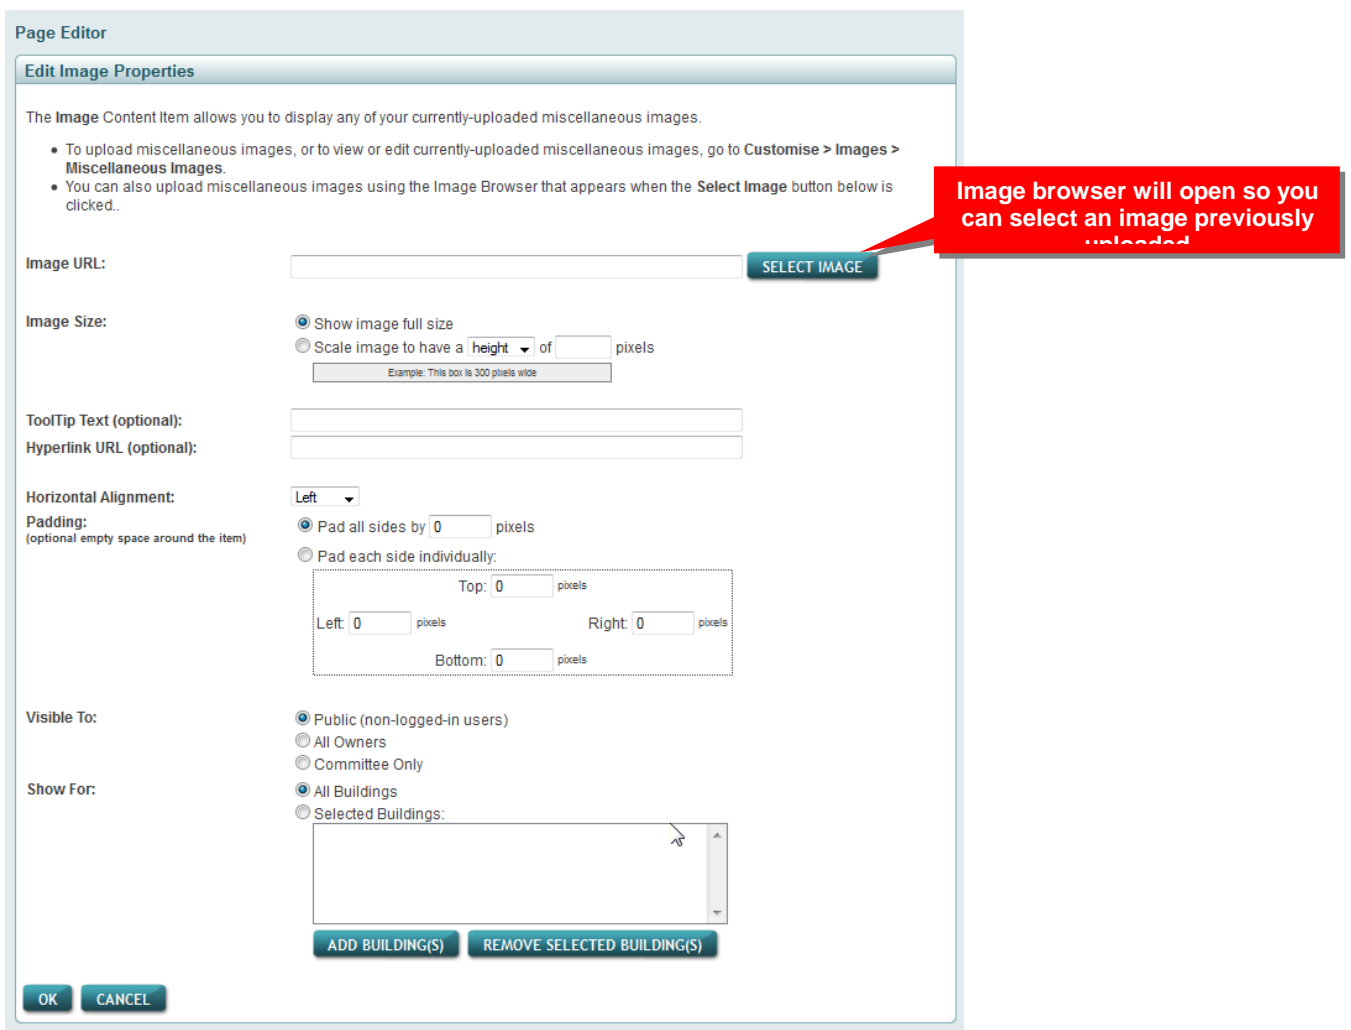 Page Editor
Edit Image Properties
The Image Content Item allows you to display any of your currently-uploaded miscellaneous images.
• To upload miscellaneous images, or to view or edit currently-uploaded miscellaneous images, go to Customise > Images >
Miscellaneous Images.
• You can also upload miscellaneous images using the Image Browser that appears when the Select Image button below is
clicked..
Image browser will open so you
can select an image previously
uploaded
Image URL:
SELECT IMAGE
Image Size:
Show image full size
Scale image to have a height of pixels
Example: This box is 300 pixels wide
ToolTip Text (optional):
Hyperlink URL (optional):
Horizontal Alignment:
Left
Padding:
(optional empty space around the item)
Pad all sides by 0 pixels
Pad each side individually:
Top: 0 pixels
Left: 0 pixels Right: 0 pixels
Bottom: 0 pixels
Visible To:
Public (non-logged-in users)
All Owners
Committee Only
Show For:
All Buildings
Selected Buildings:
ADD BUILDING(S) REMOVE SELECTED BUILDING(S)
OK CANCEL